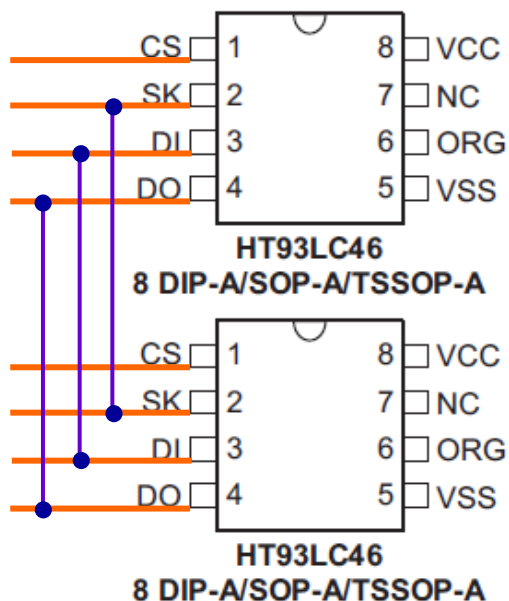 CS 1 8 VCC
SK 2 7 NC
DI 3 6 ORG
DO 4 5 VSS
HT93LC46
8 DIP-A/SOP-A/TSSOP-A
CS 1 8 VCC
SK 2 7 NC
DI 3 6 ORG
DO 4 5 VSS
HT93LC46
8 DIP-A/SOP-A/TSSOP-A